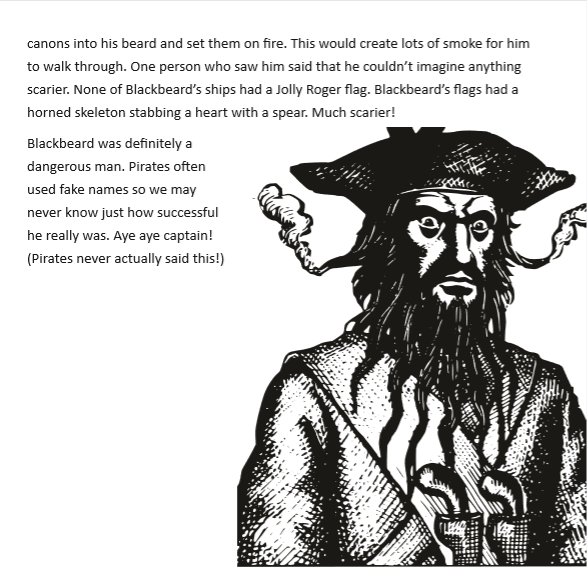 canons into his beard and set them on fire. This would create lots of smoke for him
to walk through. One person who saw him said that he couldn’t imagine anything
scarier. None of Blackbeard’s ships had a Jolly Roger flag. Blackbeard’s flags had a
horned skeleton stabbing a heart with a spear. Much scarier!
Blackbeard was definitely a
dangerous man. Pirates often
used fake names so we may
never know just how successful
he really was. Aye aye captain!
(Pirates never actually said this!)